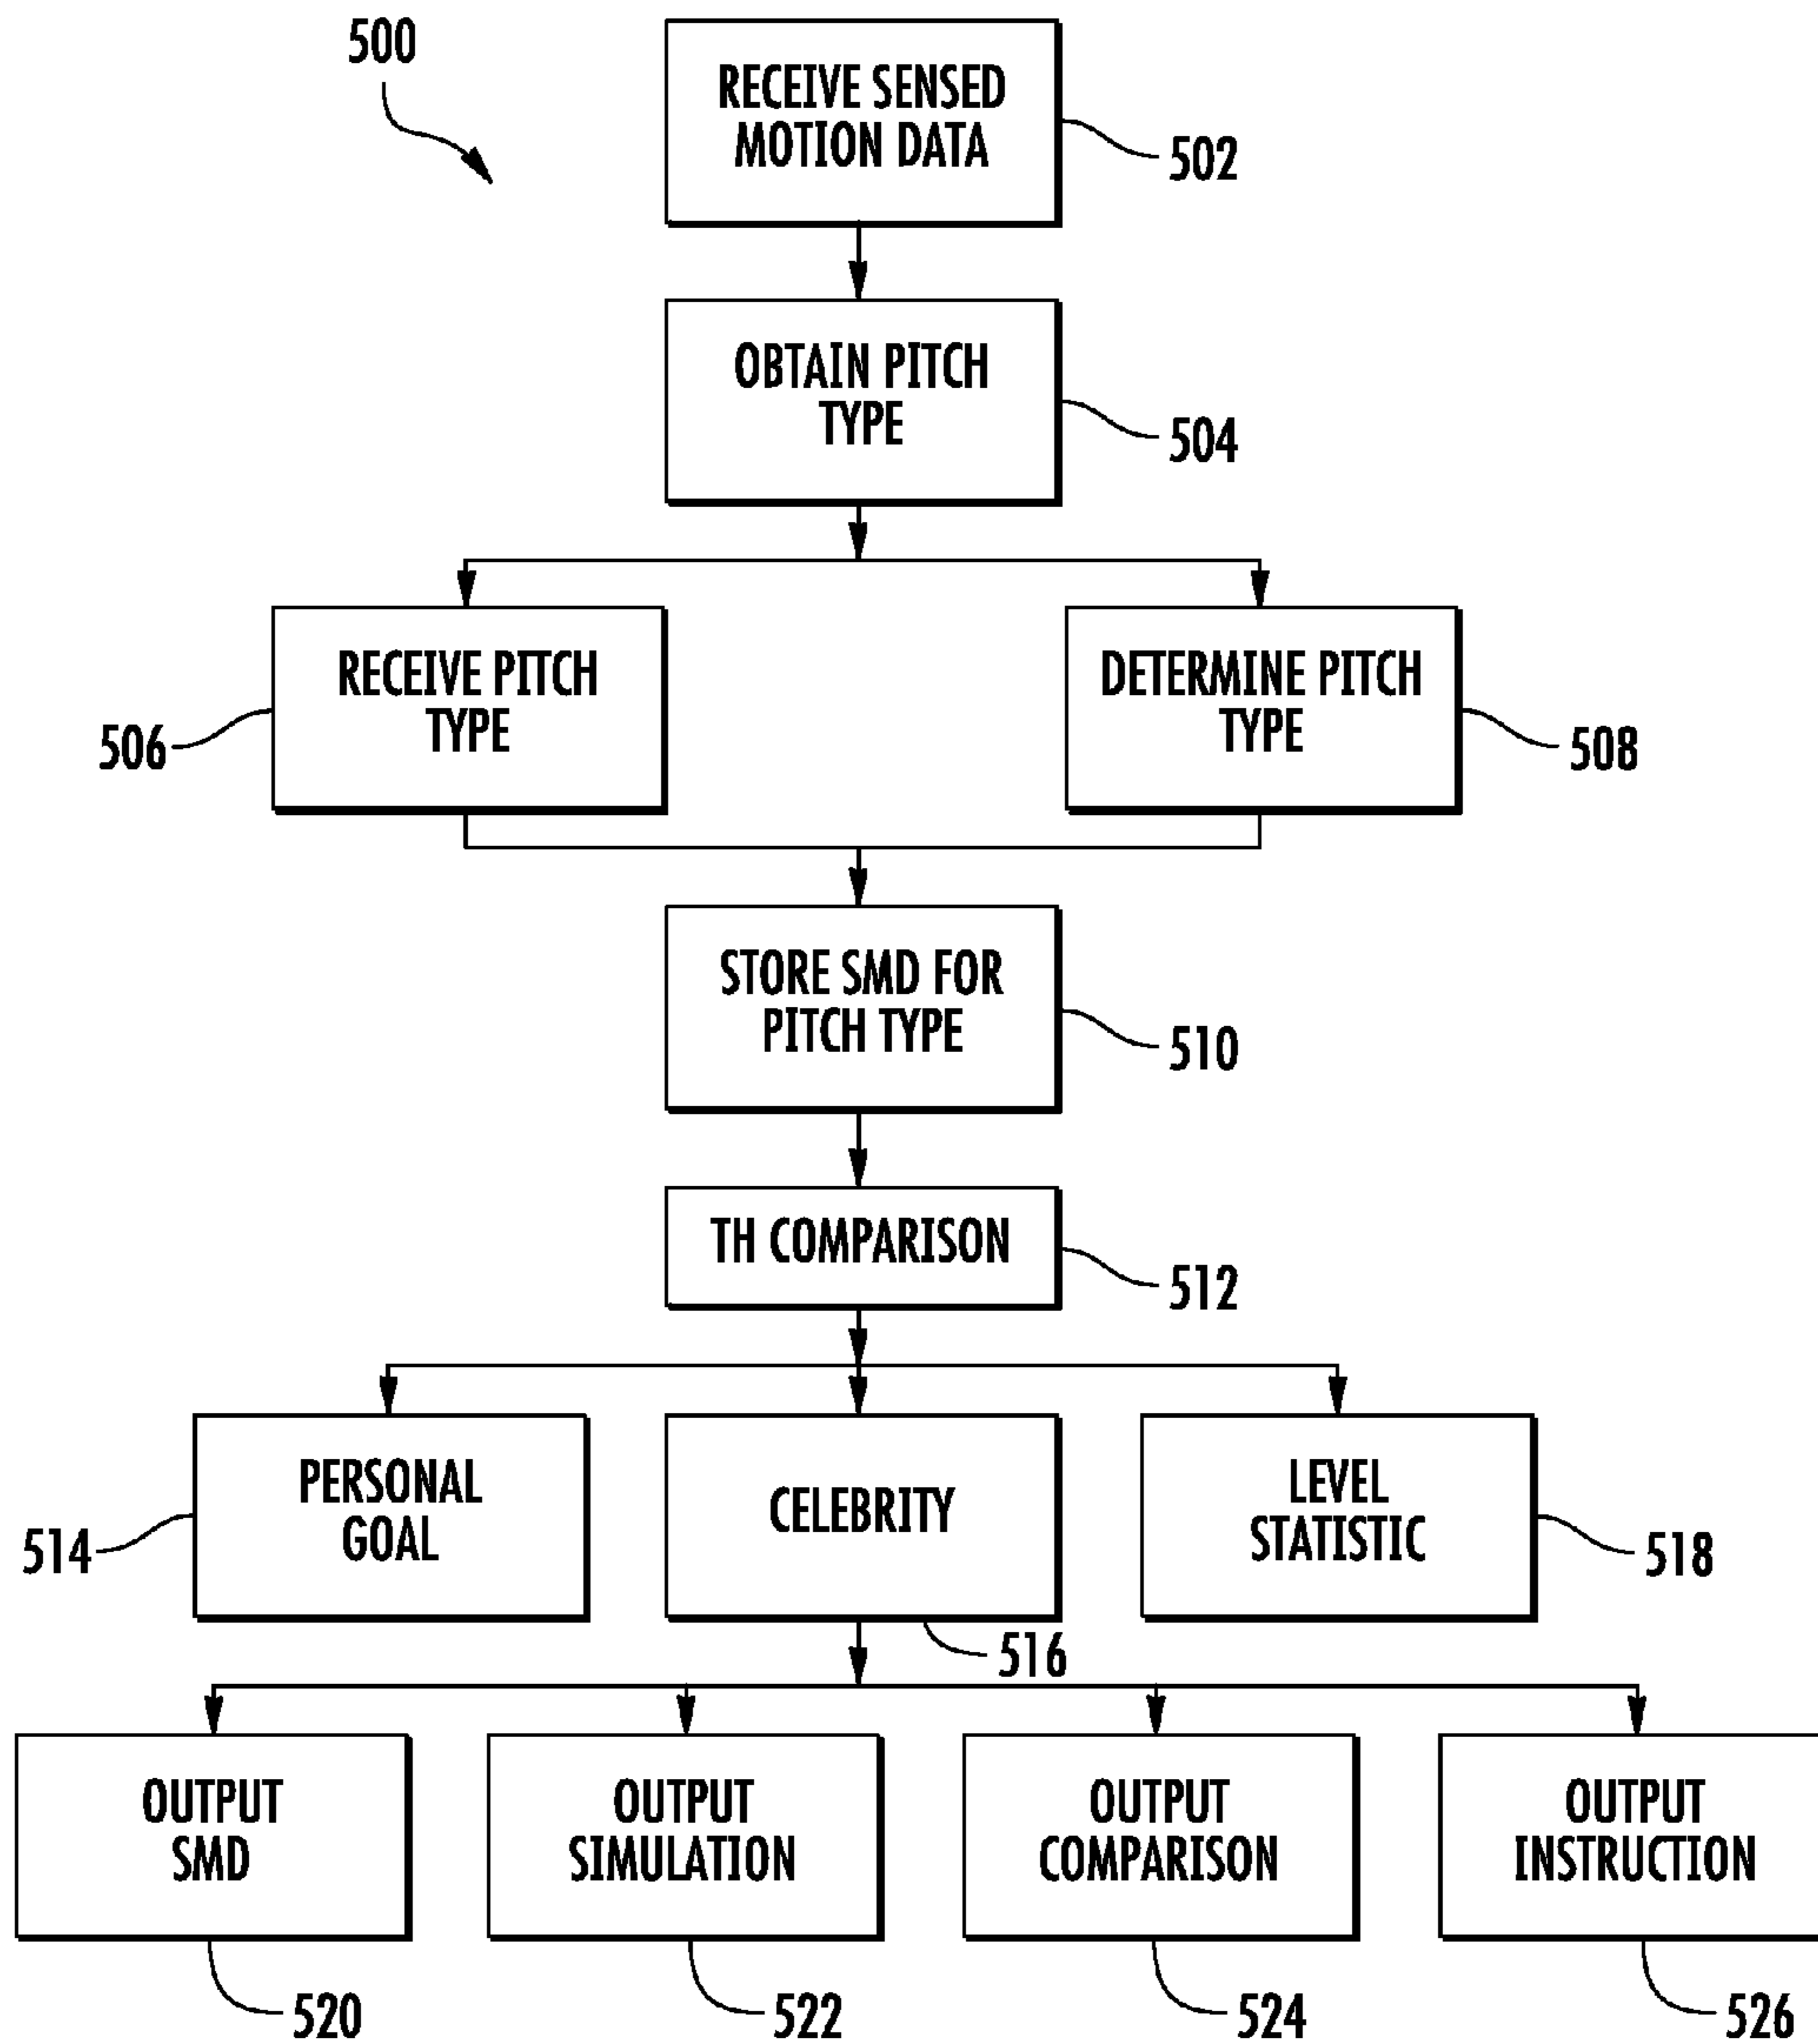 500
RECEIVE SENSED
MOTION DATA
502
OBTAIN PITCH
TYPE
504
RECEIVE PITCH
TYPE
506
DETERMINE PITCH
TYPE
508
STORE SMD FOR
PITCH TYPE
510
TH COMPARISON
512
PERSONAL
GOAL
514
CELEBRITY
516
LEVEL
STATISTIC
518
OUTPUT
SMD
520
OUTPUT
SIMULATION
522
OUTPUT
COMPARISON
524
OUTPUT
INSTRUCTION
526